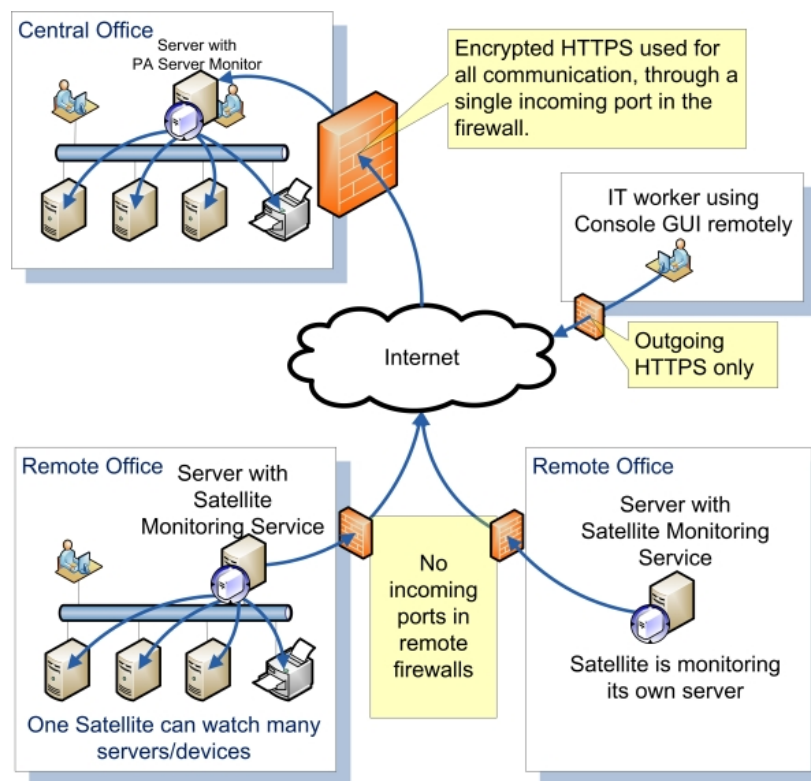 Central Office
Server with
PA Server Monitor
Encrypted HTTPS used for
all communication, through a
single incoming port in the
firewall.
IT worker using
Console GUI remotely
Outgoing
HTTPS only
Internet
Remote Office
Server with
Satellite
Monitoring Service
One Satellite can watch many
servers/devices
No
incoming
ports in
remote
firewalls
Remote Office
Server with
Satellite Monitoring
Service
Satellite is monitoring
its own server